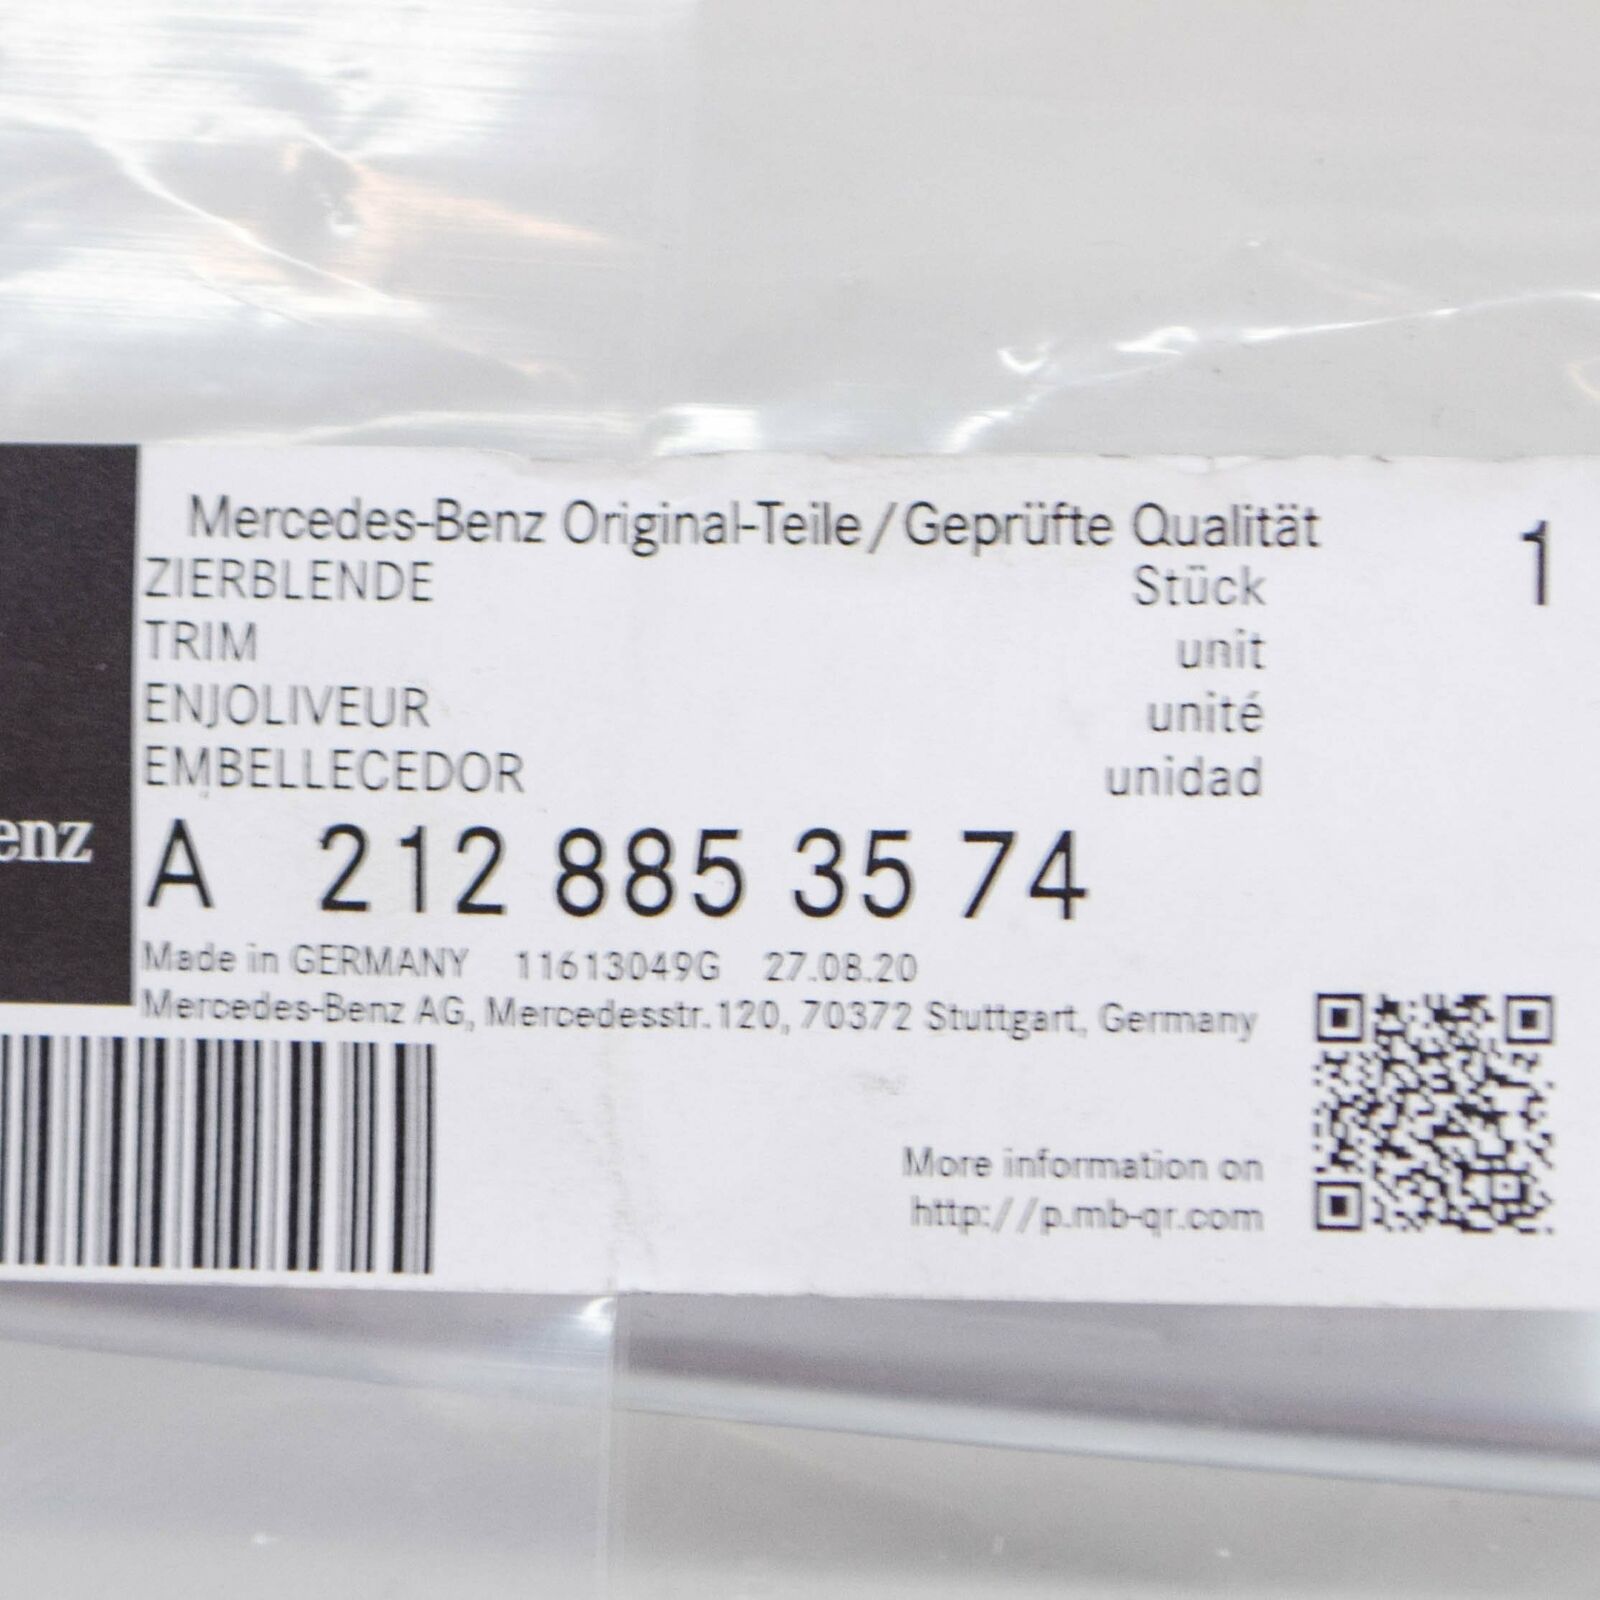 Mercedes-Benz Original-Teile/Geprüfte Qualität
ZIERBLENDE Stück 1
TRIM unit
ENJOLIVEUR unité
EMBELLECEDOR unidad
enz
A 212 885 35 74
Made in GERMANY 11613049G 27.08.20
Mercedes-Benz AG, Mercedesstr.120, 70372 Stuttgart, Germany
More information on
http://p.mb-qr.com